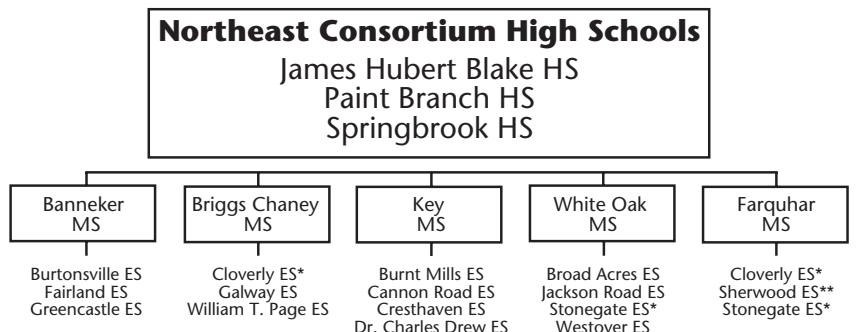 Northeast Consortium High Schools
James Hubert Blake HS
Paint Branch HS
Springbrook HS
Banneker
MS
Burtonsville ES
Fairland ES
Greencastle ES
Briggs Chaney
MS
Cloverly ES*
Galway ES
William T. Page ES
Key
MS
Burnt Mills ES
Cannon Road ES
Cresthaven ES
Dr. Charles Drew ES
White Oak
MS
Broad Acres ES
Jackson Road ES
Stonegate ES*
Westover ES
Farquhar
MS
Cloverly ES*
Sherwood ES**
Stonegate ES*